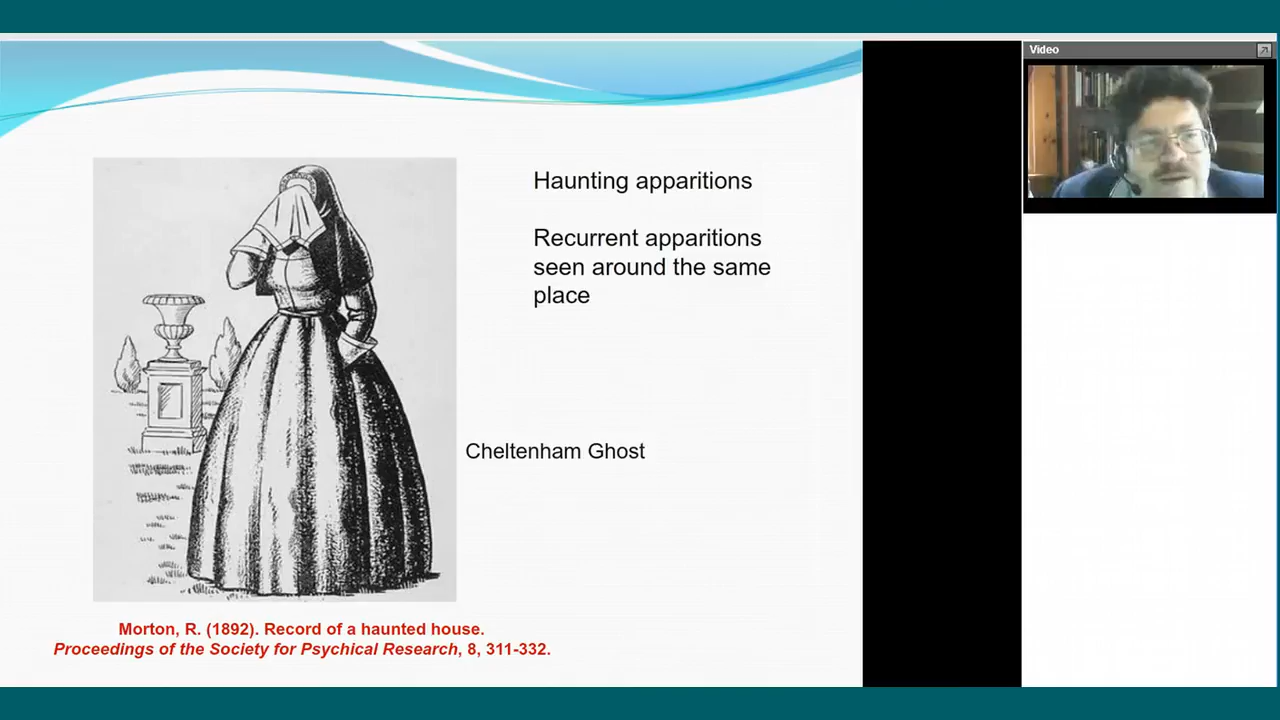 Video
Haunting apparitions
Recurrent apparitions
seen around the same
place
Cheltenham Ghost
Morton, R. (1892). Record of a haunted house.
Proceedings of the Society for Psychical Research, 8, 311-332.